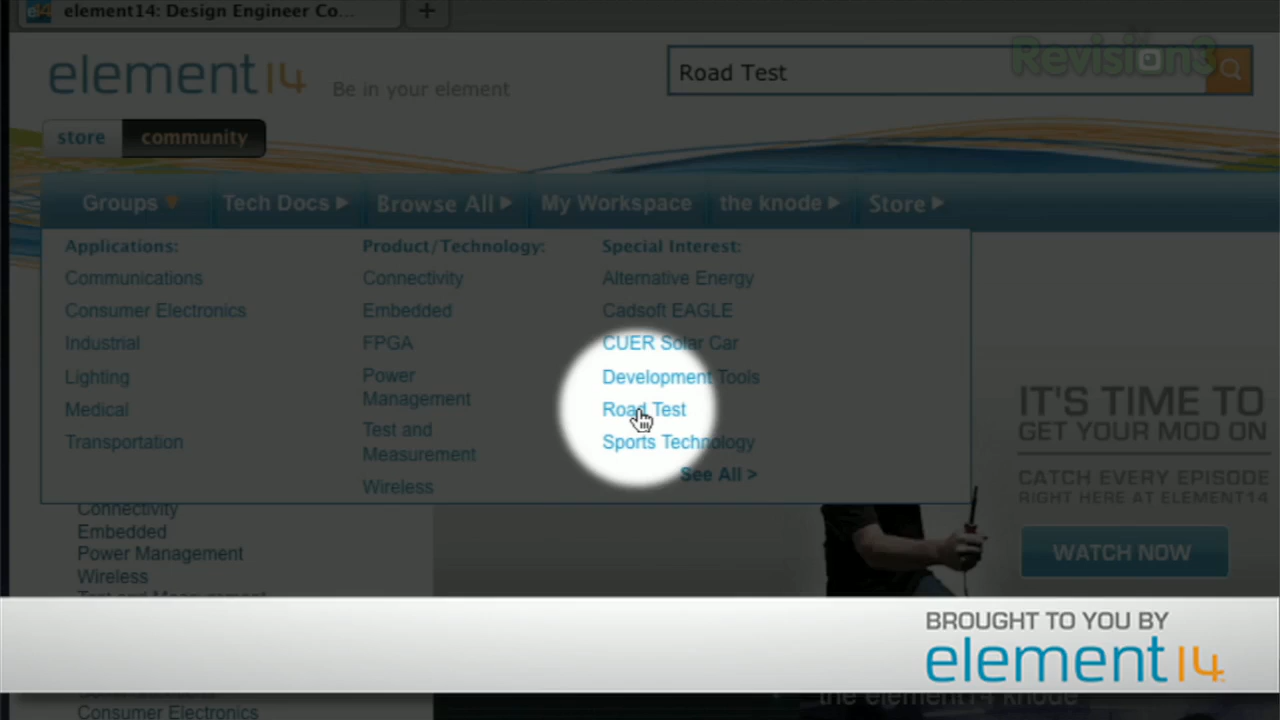 element14: Design Engineer Co...
+
element14
Be in your element
Road Test
Revision3
store
community
Groups
Tech Docs
Browse All
My Workspace
the knode
Store
Applications:
Communications
Consumer Electronics
Industrial
Lighting
Medical
Transportation
Product/Technology:
Connectivity
Embedded
FPGA
Power
Management
Test and
Measurement
Wireless
Special Interest:
Alternative Energy
Cadsoft EAGLE
CUER Solar Car
Development Tools
Road Test
Sports Technology
See All >
Connectivity
Embedded
Power Management
Wireless
Test and Measurement
IT'S TIME TO
GET YOUR MOD ON
CATCH EVERY EPISODE
RIGHT HERE AT ELEMENT14
WATCH NOW
BROUGHT TO YOU BY
element14
the element14 knode
Consumer Electronics